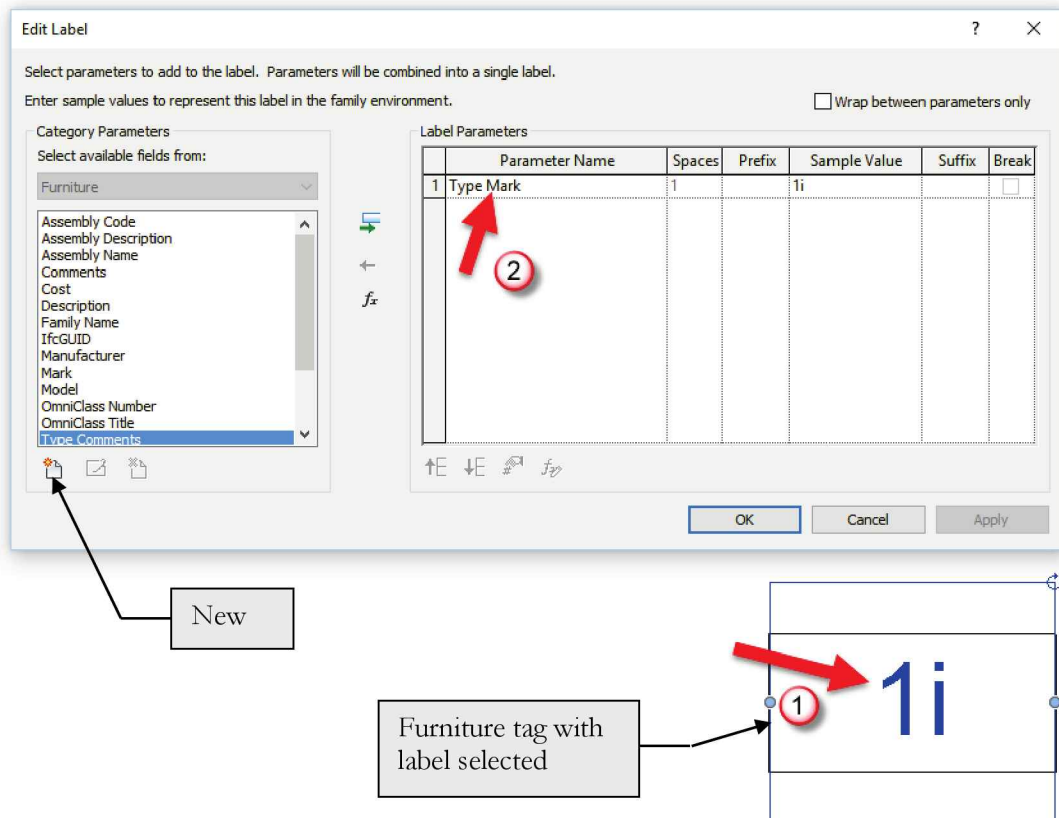 Edit Label
?
Select parameters to add to the label. Parameters will be combined into a single label.
Enter sample values to represent this label in the family environment.
Wrap between parameters only
Category Parameters
Select available fields from:
Furniture
Assembly Code
Assembly Description
Assembly Name
Comments
Cost
Description
Family Name
IfcGUID
Manufacturer
Mark
Model
OmniClass Number
OmniClass Title
Type Comments
fx
Label Parameters
Parameter Name Spaces Prefix Sample Value Suffix Break
1 Type Mark 1 1i
2
OK Cancel Apply
New
1i
1
Furniture tag with
label selected